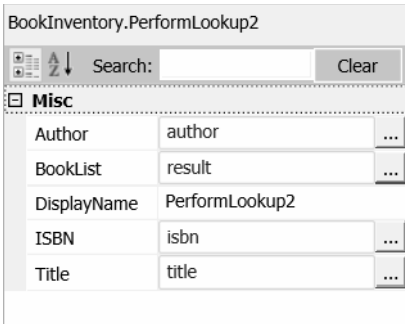 BookInventory.PerformLookup2
A Z Search: Clear
Misc
Author author ...
BookList result ...
DisplayName PerformLookup2
ISBN isbn ...
Title title ...